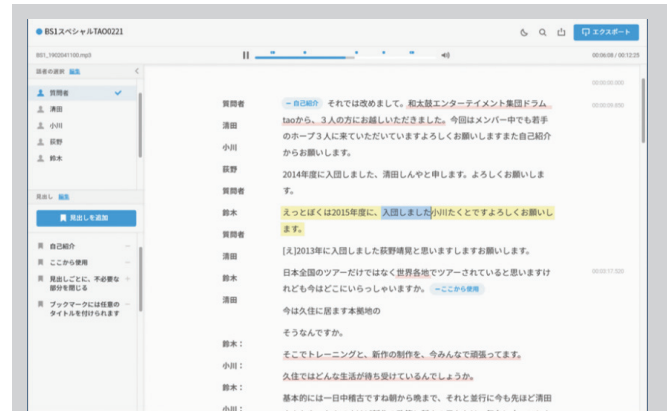 BS1スペシャルTAO0221
エクスポート
BS1_1902041100.mp3
00:06:08 / 00:12:25
話者の選択 編集
質問者
清田
小川
荻野
鈴木
見出し 編集
見出しを追加
自己紹介
ここから使用
見出しごとに、不必要な
部分を閉じる
ブックマークには任意の
タイトルを付けられます
質問者
清田
小川
荻野
質問者
鈴木
質問者
清田
鈴木
清田
鈴木：
小川：
鈴木：
小川：
自己紹介 それでは改めまして。和太鼓エンターテイメント集団ドラム
taoから、３人の方にお越しいただきました。今回はメンバー中でも若手
のホープ３人に来ていただいていますよろしくお願いしますまた自己紹介
からお願いします。
2014年度に入団しました、清田しんやと申します。よろしくお願いしま
す。
えっとぼくは2015年度に、入団しました小川たくとですよろしくお願いし
ます。
[え]2013年に入団しました荻野晴晃と思いますしますお願いします。
日本全国のツアーだけではなく世界各地でツアーされていると思いますけ
れども今はどこにいらっしゃいますか。 ーここから使用
今は久住に居ます本拠地の
そうなんですか。
そこでトレーニングと、新作の制作を、今みんなで頑張ってます。
久住ではどんな生活が待ち受けているんでしょうか。
基本的には一日中稽古ですね朝から晩まで、それと並行に今も先ほど清田
00:00:00.000
00:00:17.520